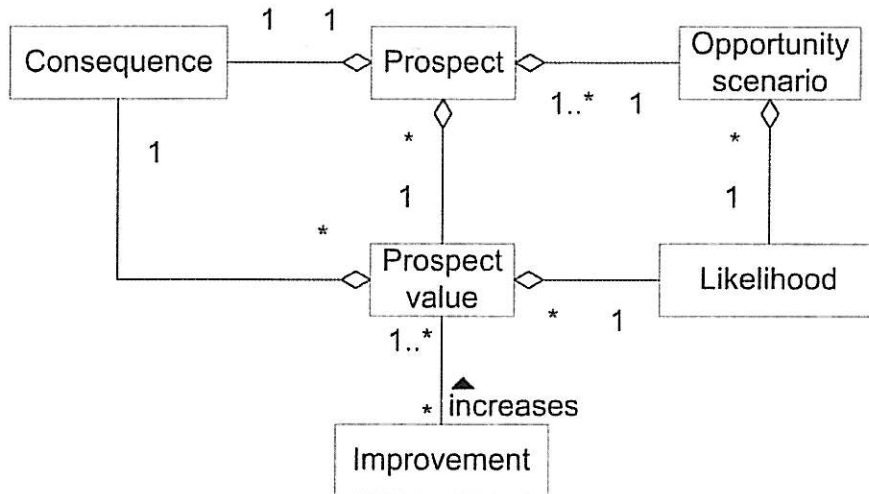 1 1
Consequence
Prospect
Opportunity
scenario
1..* 1
1
*
*
1
1
*
Prospect
value
Likelihood
* 1
1..*
* increases
Improvement